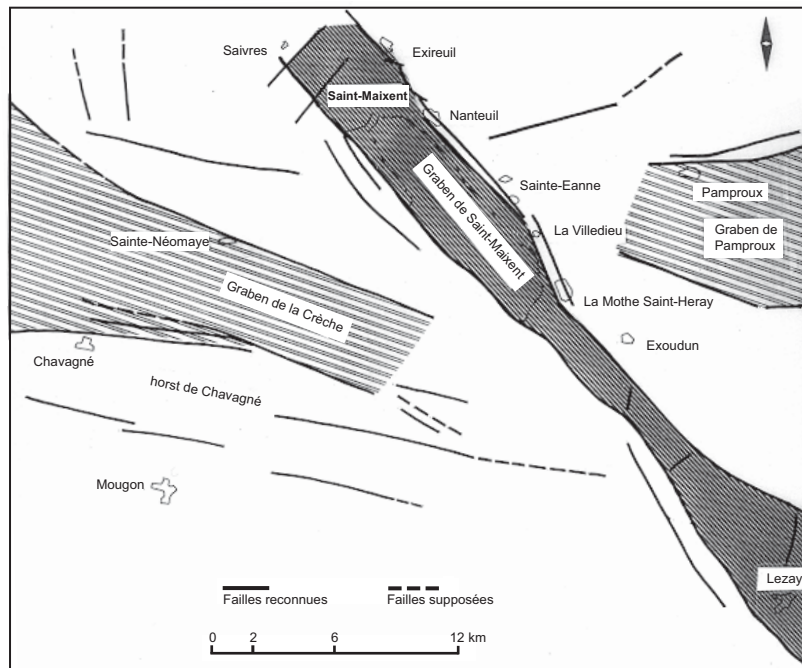 Saivres
Exireuil
Saint-Maixent
Nanteuil
Sainte-Eanne
Pamproux
Graben de Saint-Maixent
La Villedieu
Graben de
Pamproux
Sainte-Néomaye
Graben de la Crèche
La Mothe Saint-Heray
Exoudun
Chavagné
horst de Chavagné
Mougon
Lezay
Failles reconnues
Failles supposées
0 2 6 12 km